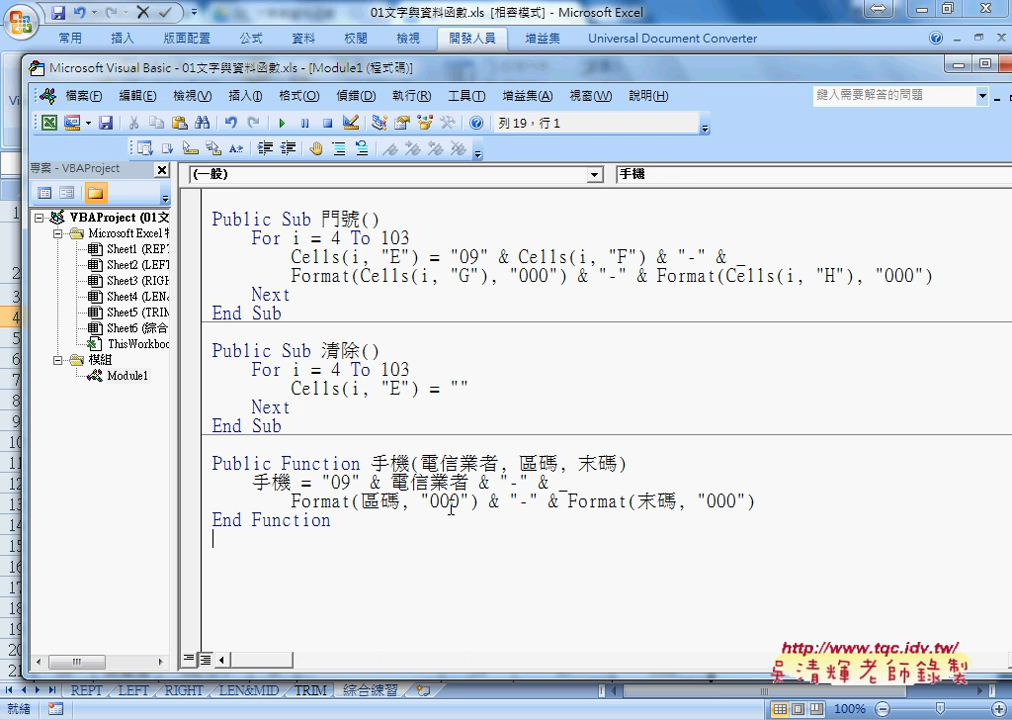 01文字與資料函數.xls [相容模式] - Microsoft Excel
常用 插入 版面配置 公式 資料 校閱 檢視 開發人員 增益集 Universal Document Converter
Microsoft Visual Basic - 01文字與資料函數.xls - [Module1 (程式碼)]
檔案(F) 編輯(E) 檢視(V) 插入(I) 格式(O) 偵錯(D) 執行(R) 工具(T) 增益集(A) 視窗(W) 說明(H) 鍵入需要解答的問題
列 19，行 1
專案 - VBAProject
(一般) 手機
VBAProject (01文
Microsoft Excel
Sheet1 (REPT
Sheet2 (LEFT
Sheet3 (RIGH
Sheet4 (LEN&
Sheet5 (TRIM
Sheet6 (綜合
ThisWorkboo
模組
Module1
Public Sub 門號()
For i = 4 To 103
Cells(i, "E") = "09" & Cells(i, "F") & "-" & _
Format(Cells(i, "G"), "000") & "-" & Format(Cells(i, "H"), "000")
Next
End Sub
Public Sub 清除()
For i = 4 To 103
Cells(i, "E") = ""
Next
End Sub
Public Function 手機(電信業者, 區碼, 末碼)
手機 = "09" & 電信業者 & "-" & _
Format(區碼, "000") & "-" & Format(末碼, "000")
End Function
http://www.tqc.idv.tw/
吳清輝老師錄製
REPT LEFT RIGHT LEN&MID TRIM 綜合練習
就緒 100%